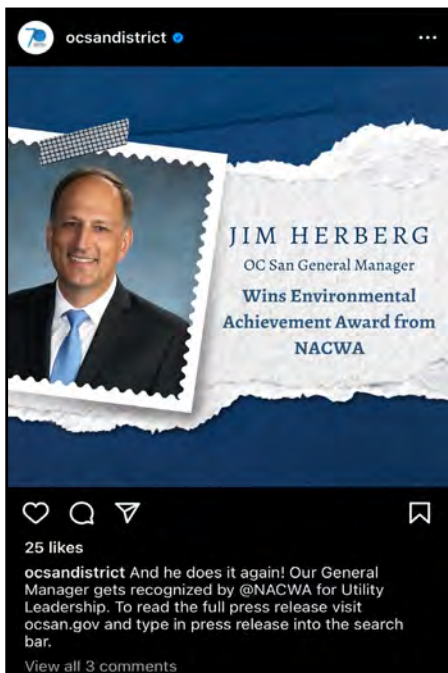 ocsandistrict
JIM HERBERG
OC San General Manager
Wins Environmental
Achievement Award from
NACWA
25 likes
ocsandistrict And he does it again! Our General
Manager gets recognized by @NACWA for Utility
Leadership. To read the full press release visit
ocsan.gov and type in press release into the search
bar.
View all 3 comments